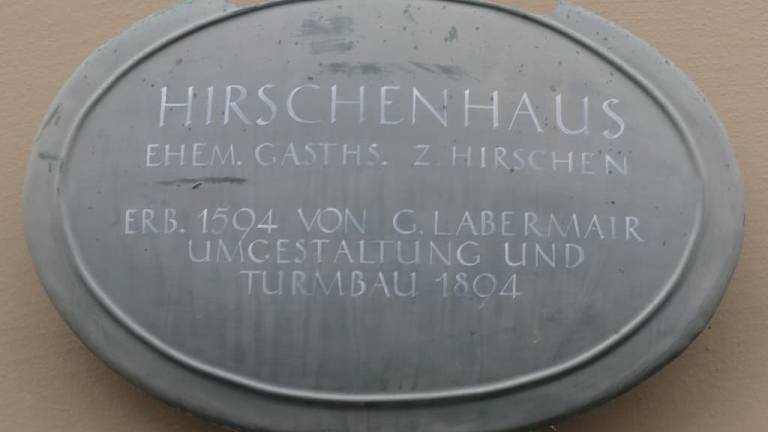 HIRSCHENHAUS
EHEM. GASTHS. Z. HIRSCHEN
ERB. 1594 VON G. LABERMAIR
UMGESTALTUNG UND
TURMBAU 1894